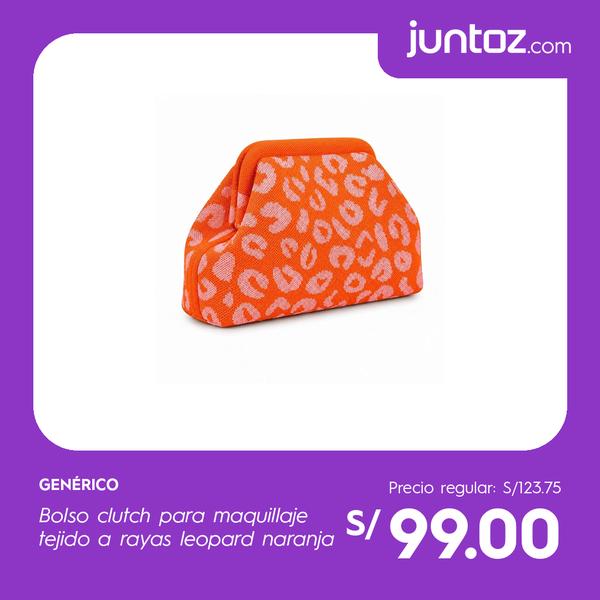 juntoz.com
GENÉRICO
Bolso clutch para maquillaje
tejido a rayas leopard naranja
Precio regular: S/123.75
S/99.00